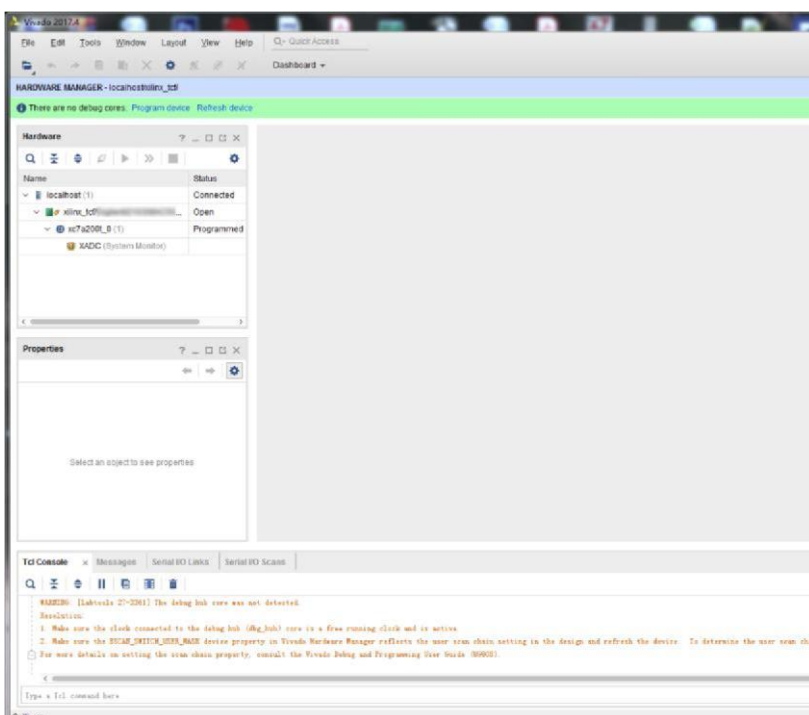 Vivado 2017.4
File Edit Tools Window Layout View Help Q- Quick Access
Dashboard
HARDWARE MANAGER - localhost/xilinx_tcf/
There are no debug cores. Program device Refresh device
Hardware
Name Status
localhost (1) Connected
xilinx_tcf/ Open
xc7a200t_0 (1) Programmed
XADC (System Monitor)
Properties
Select an object to see properties
Tcl Console Messages Serial I/O Links Serial I/O Scans
WARNING: [Labtools 27-3361] The debug hub core was not detected.
Resolution:
1. Make sure the clock connected to the debug hub (dbg_hub) core is a free running clock and is active.
2. Make sure the BSCAN_SWITCH_USER_MASK device property in Vivado Hardware Manager reflects the user scan chain setting in the design and refresh the device. To determine the user scan ch
For more details on setting the scan chain property, consult the Vivado Debug and Programming User Guide (UG908).
Type a Tcl command here